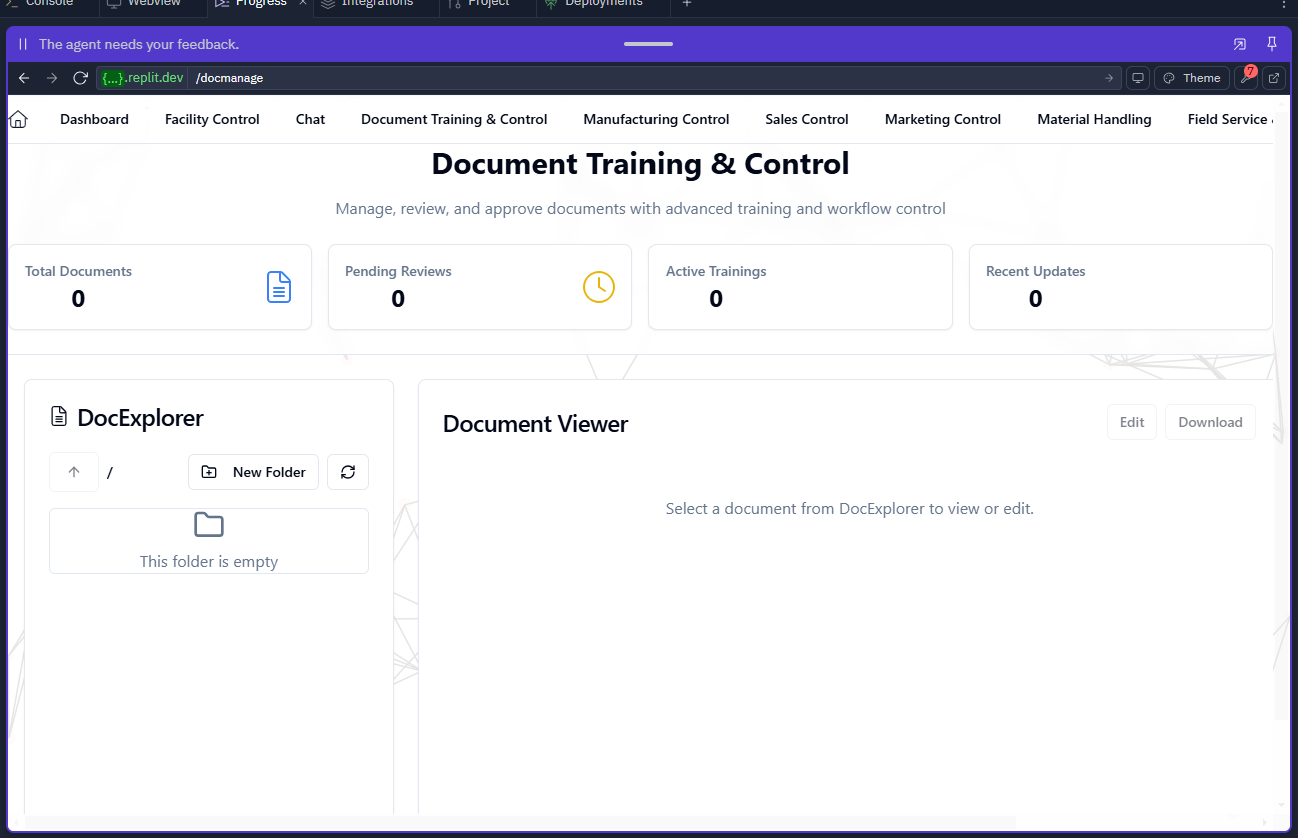 Console Webview Progress × Integrations Project Deployments +
The agent needs your feedback.
{...}.replit.dev /docmanage Theme 7
Dashboard Facility Control Chat Document Training & Control Manufacturing Control Sales Control Marketing Control Material Handling Field Service
Document Training & Control
Manage, review, and approve documents with advanced training and workflow control
Total Documents Pending Reviews Active Trainings Recent Updates
0 0 0 0
DocExplorer
Document Viewer Edit Download
/ New Folder
Select a document from DocExplorer to view or edit.
This folder is empty